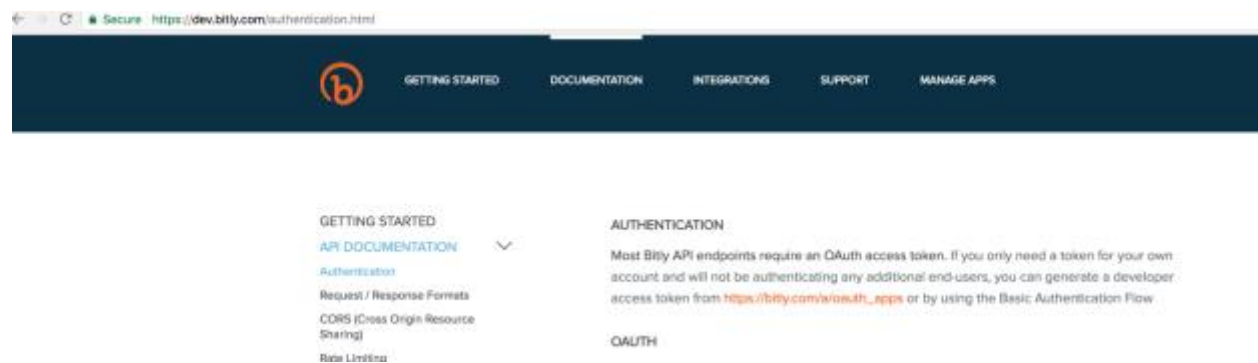 Secure https://dev.bitly.com/authentication.html
b
GETTING STARTED DOCUMENTATION INTEGRATIONS SUPPORT MANAGE APPS
GETTING STARTED
API DOCUMENTATION
Authentication
Request / Response Formats
CORS (Cross Origin Resource
Sharing)
Rate Limiting
AUTHENTICATION
Most Bitly API endpoints require an OAuth access token. If you only need a token for your own
account and will not be authenticating any additional end-users, you can generate a developer
access token from https://bitly.com/a/oauth_apps or by using the Basic Authentication Flow
OAUTH